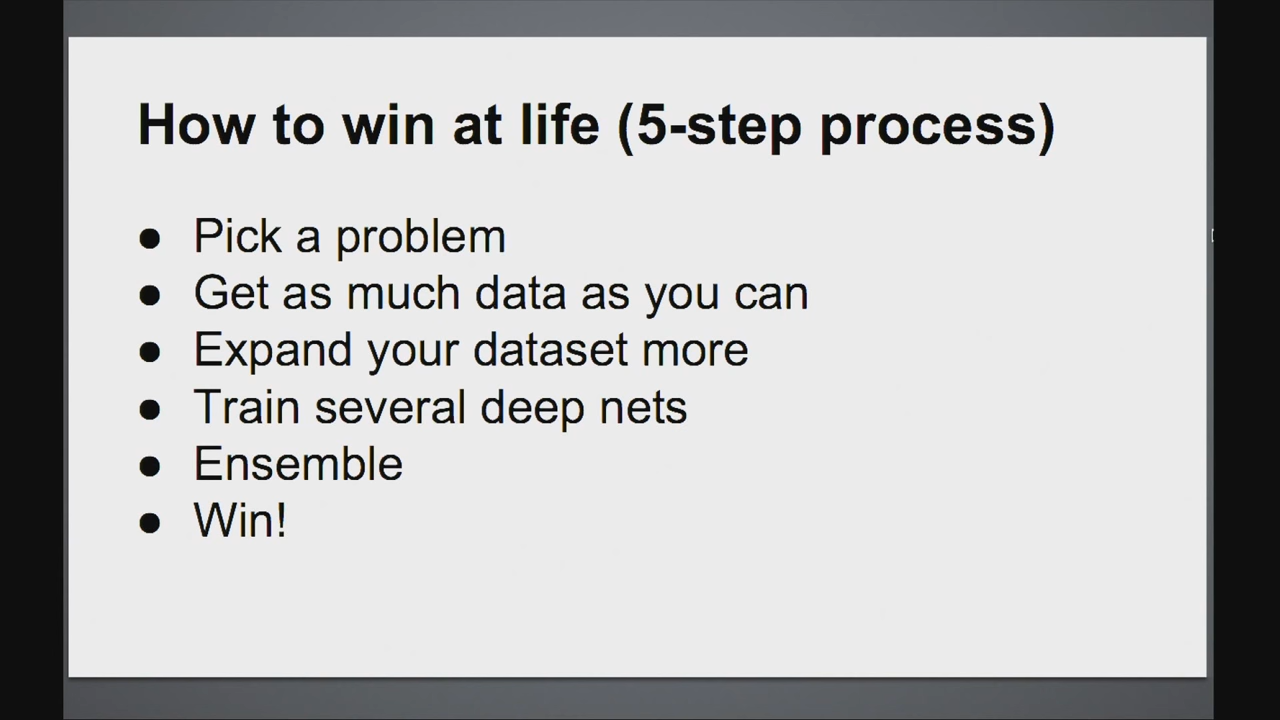 How to win at life (5-step process)
● Pick a problem
● Get as much data as you can
● Expand your dataset more
● Train several deep nets
● Ensemble
● Win!